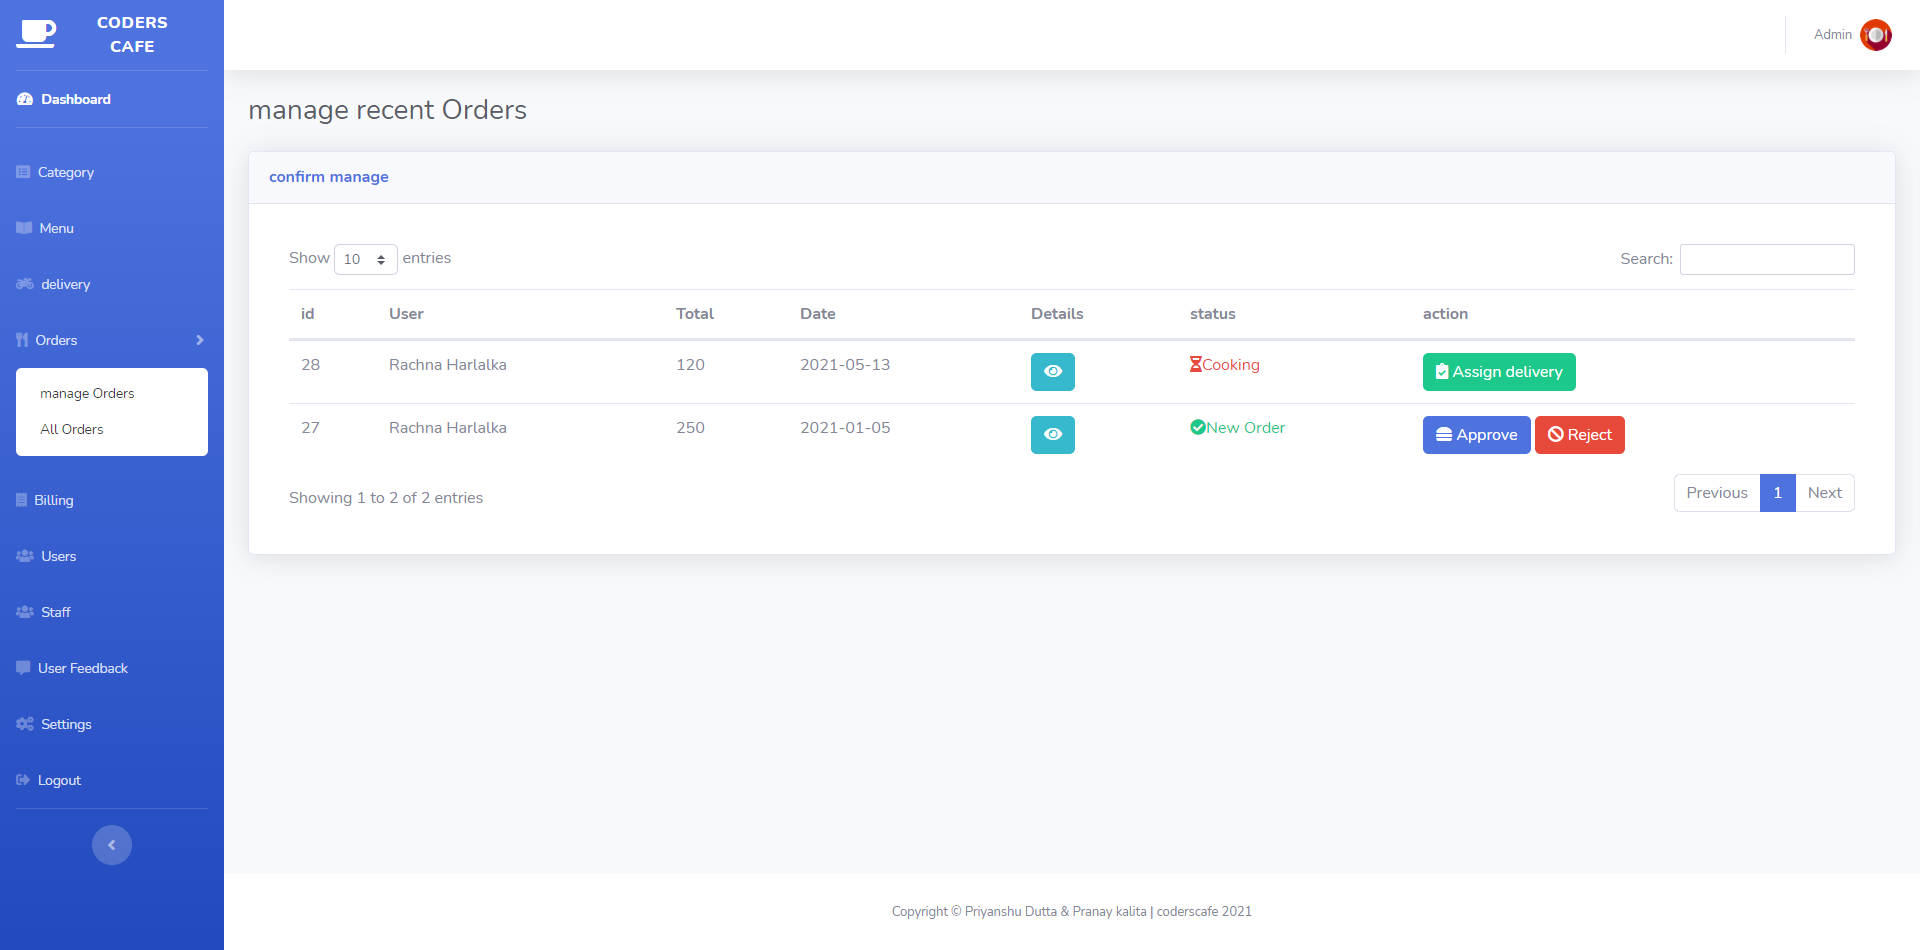 CODERS
CAFE
Admin
Dashboard
manage recent Orders
Category
confirm manage
Menu
Show 10 entries
Search:
delivery
id User Total Date Details status action
Orders
28 Rachna Harlalka 120 2021-05-13 Cooking Assign delivery
manage Orders
27 Rachna Harlalka 250 2021-01-05 New Order Approve Reject
All Orders
Showing 1 to 2 of 2 entries
Previous 1 Next
Billing
Users
Staff
User Feedback
Settings
Logout
Copyright © Priyanshu Dutta & Pranay kalita | coderscafe 2021